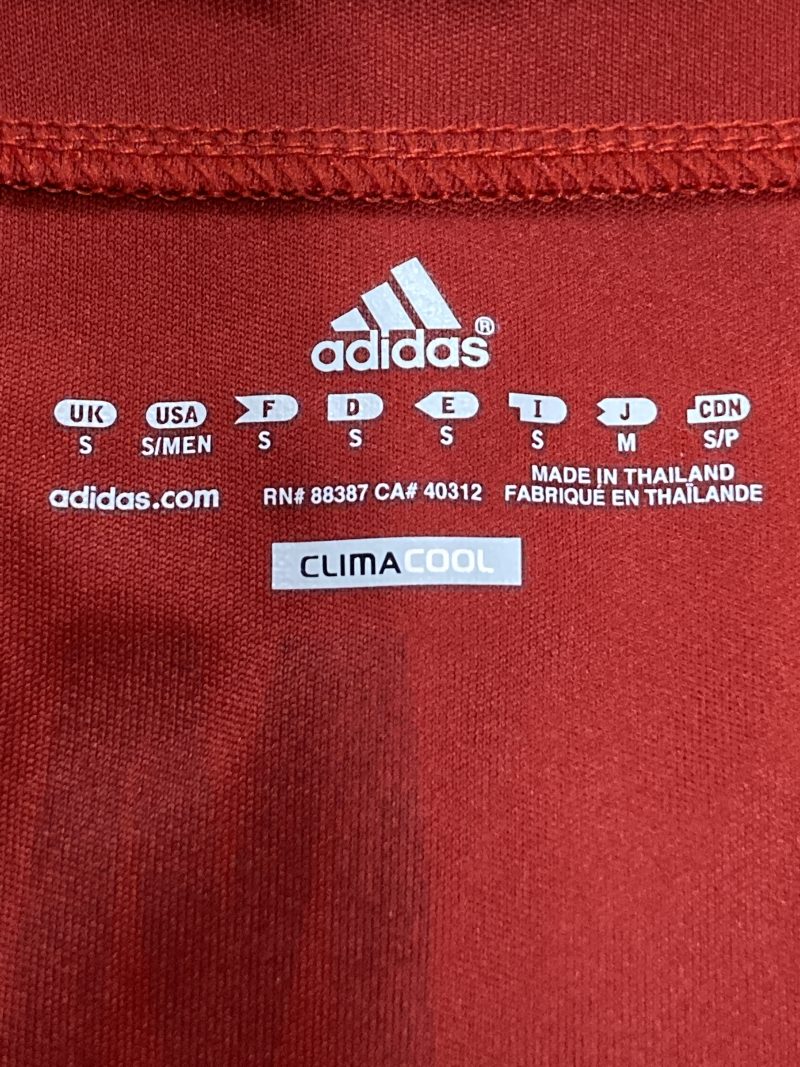 adidas®
UK USA F D E I J CDN
S S/MEN S S S S M S/P
adidas.com RN# 88387 CA# 40312 MADE IN THAILAND
FABRIQUÉ EN THAÏLANDE
CLIMACOOL